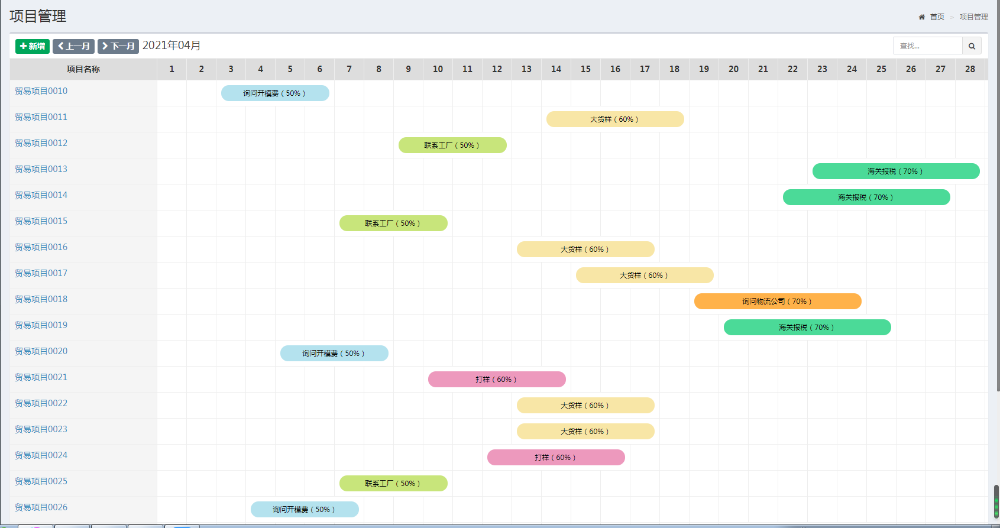 项目管理
首页 > 项目管理
新增 上一月 下一月 2021年04月 查找...
项目名称 1 2 3 4 5 6 7 8 9 10 11 12 13 14 15 16 17 18 19 20 21 22 23 24 25 26 27 28
贸易项目0010 询问开模费（50%）
贸易项目0011 大货样（60%）
贸易项目0012 联系工厂（50%）
贸易项目0013 海关报税（70%）
贸易项目0014 海关报税（70%）
贸易项目0015 联系工厂（50%）
贸易项目0016 大货样（60%）
贸易项目0017 大货样（60%）
贸易项目0018 询问物流公司（70%）
贸易项目0019 海关报税（70%）
贸易项目0020 询问开模费（50%）
贸易项目0021 打样（60%）
贸易项目0022 大货样（60%）
贸易项目0023 大货样（60%）
贸易项目0024 打样（60%）
贸易项目0025 联系工厂（50%）
贸易项目0026 询问开模费（50%）